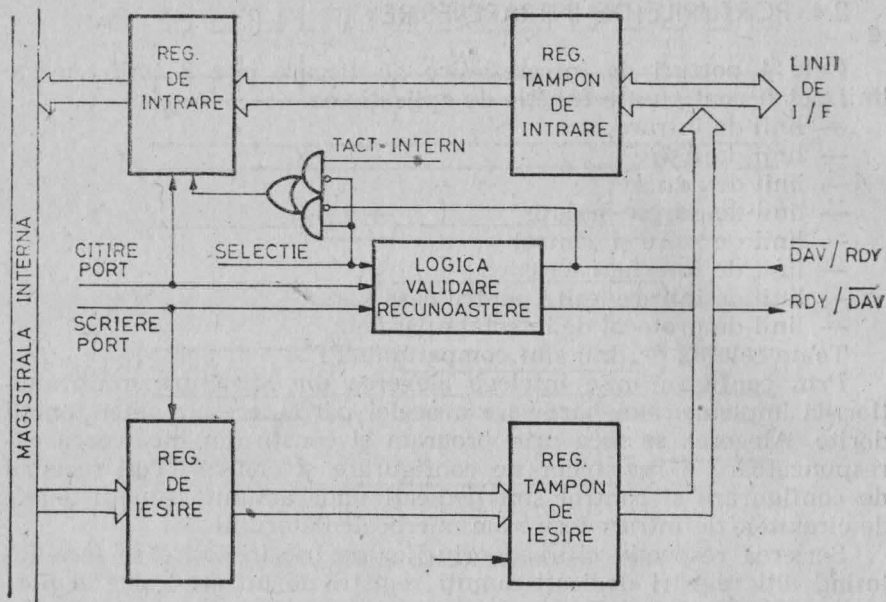 REG.
DE
INTRARE
REG.
TAMPON
DE
INTRARE
LINII
DE
I/F
TACT-INTERN
MAGISTRALA INTERNA
CITIRE
PORT
SELECTIE
SCRIERE
PORT
LOGICA
VALIDARE
RECUNOASTERE
DAV/RDY
RDY/DAV
REG.
DE
IESIRE
REG.
TAMPON
DE
IESIRE